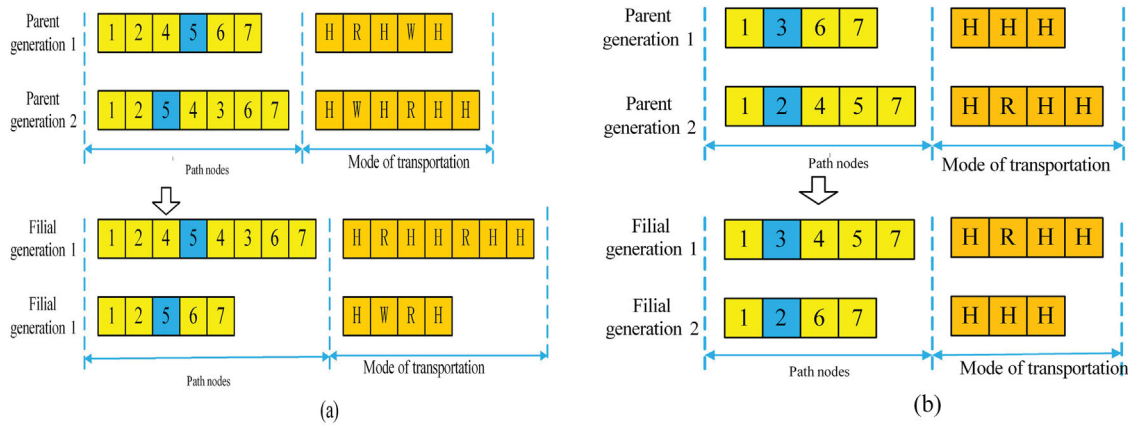 Parent
generation 1
1 2 4 5 6 7
H R H W H
Parent
generation 2
1 2 5 4 3 6 7
H W H R H H
Path nodes
Mode of transportation
Filial
generation 1
1 2 4 5 4 3 6 7
H R H H R H H
Filial
generation 1
1 2 5 6 7
H W R H
Path nodes
Mode of transportation
(a)
Parent
generation 1
1 3 6 7
H H H
Parent
generation 2
1 2 4 5 7
H R H H
Path nodes
Mode of transportation
Filial
generation 1
1 3 4 5 7
H R H H
Filial
generation 2
1 2 6 7
H H H
Path nodes
Mode of transportation
(b)